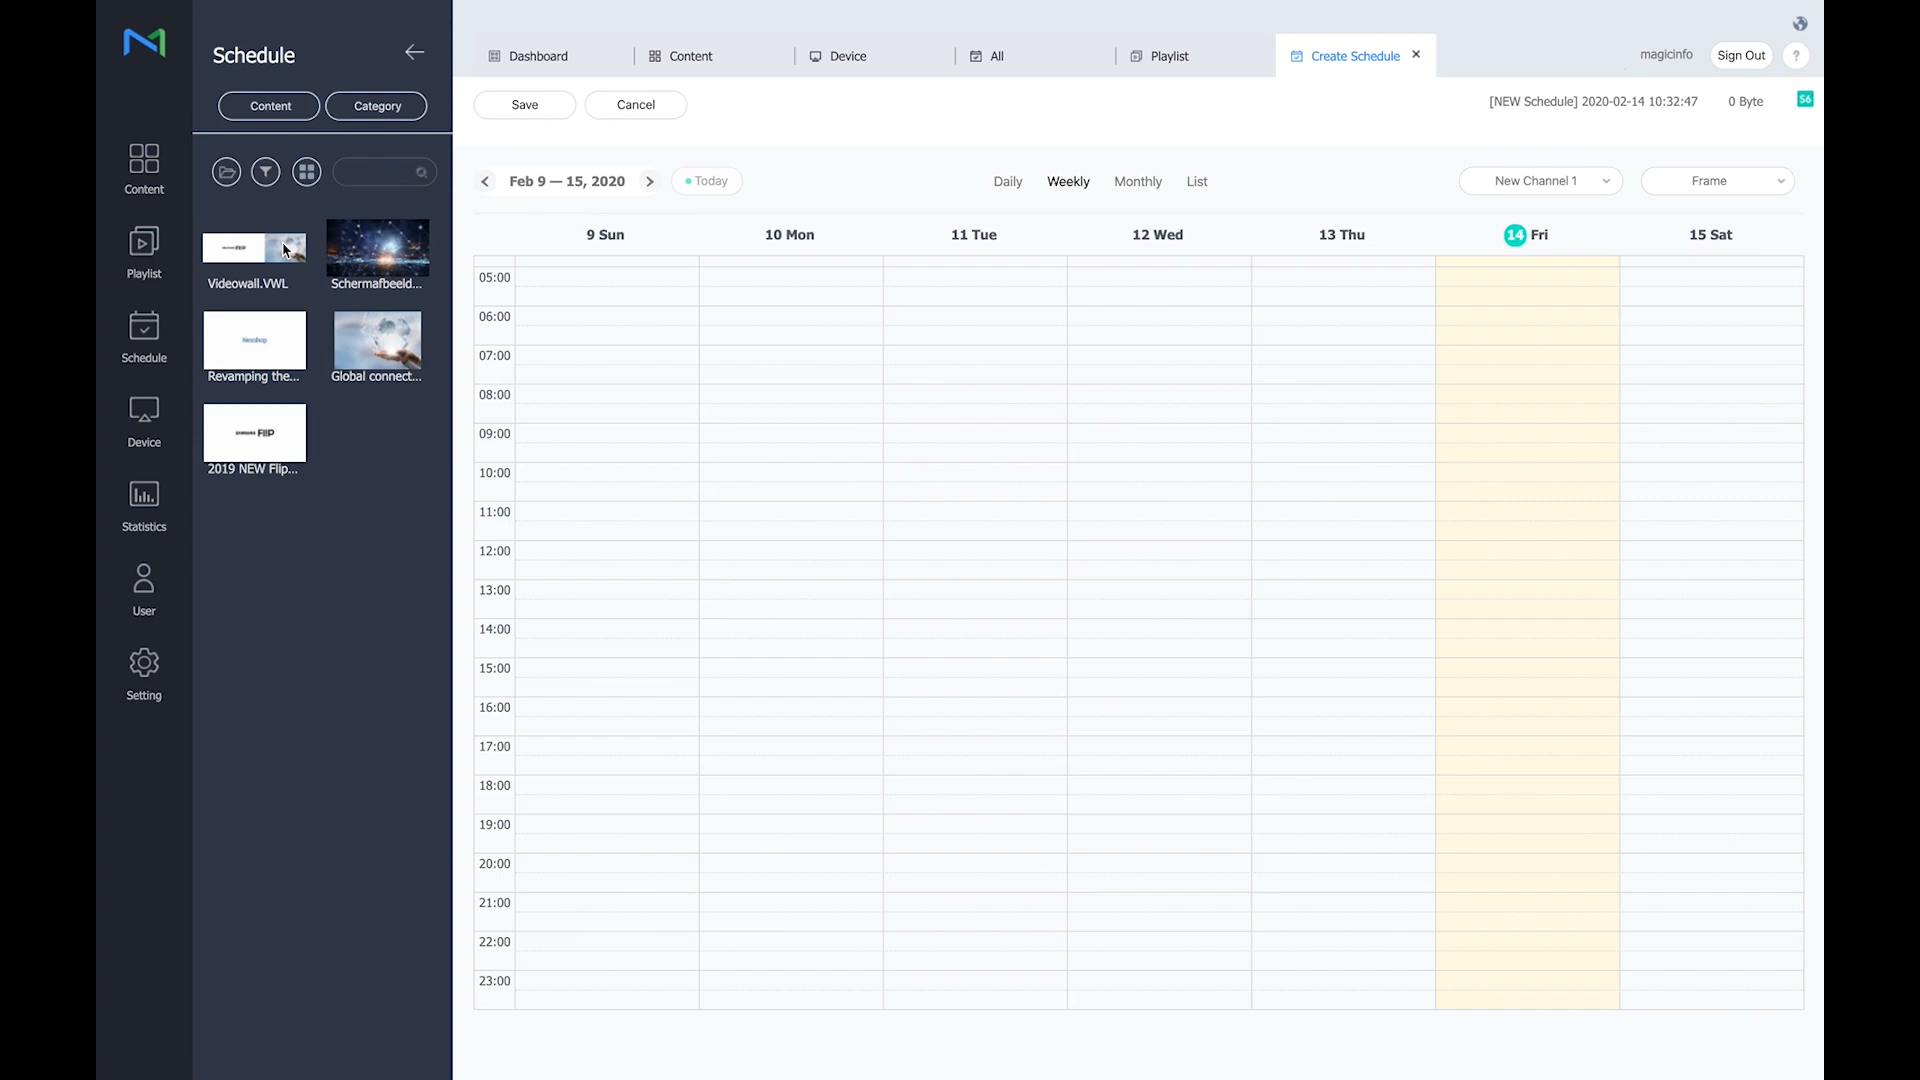 Schedule
Content
Category
Content
Playlist
Schedule
Device
Statistics
User
Setting
Videowall.VWL
Schermafbeeld...
Revamping the...
Global connect...
FliP
2019 NEW Flip...
Dashboard
Content
Device
All
Playlist
Create Schedule
magicinfo
Sign Out
?
Save
Cancel
[NEW Schedule] 2020-02-14 10:32:47
0 Byte
S6
Feb 9 — 15, 2020
Today
Daily
Weekly
Monthly
List
New Channel 1
Frame
9 Sun
10 Mon
11 Tue
12 Wed
13 Thu
14 Fri
15 Sat
05:00
06:00
07:00
08:00
09:00
10:00
11:00
12:00
13:00
14:00
15:00
16:00
17:00
18:00
19:00
20:00
21:00
22:00
23:00